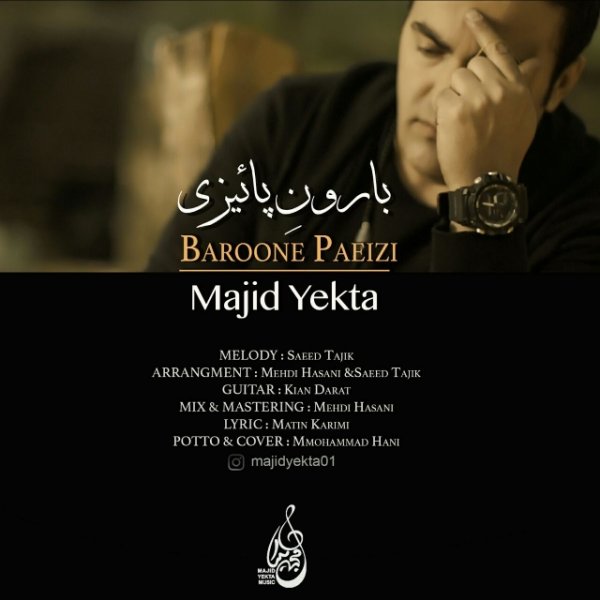 بارونِ پائیزی
BAROONE PAEIZI
Majid Yekta
MELODY : SAEED TAJIK
ARRANGMENT : MEHDI HASANI &SAEED TAJIK
GUITAR : KIAN DARAT
MIX & MASTERING : MEHDI HASANI
LYRIC : MATIN KARIMI
POTTO & COVER : MMOHAMMAD HANI
majidyekta01
MAJID
YEKTA
MUSIC